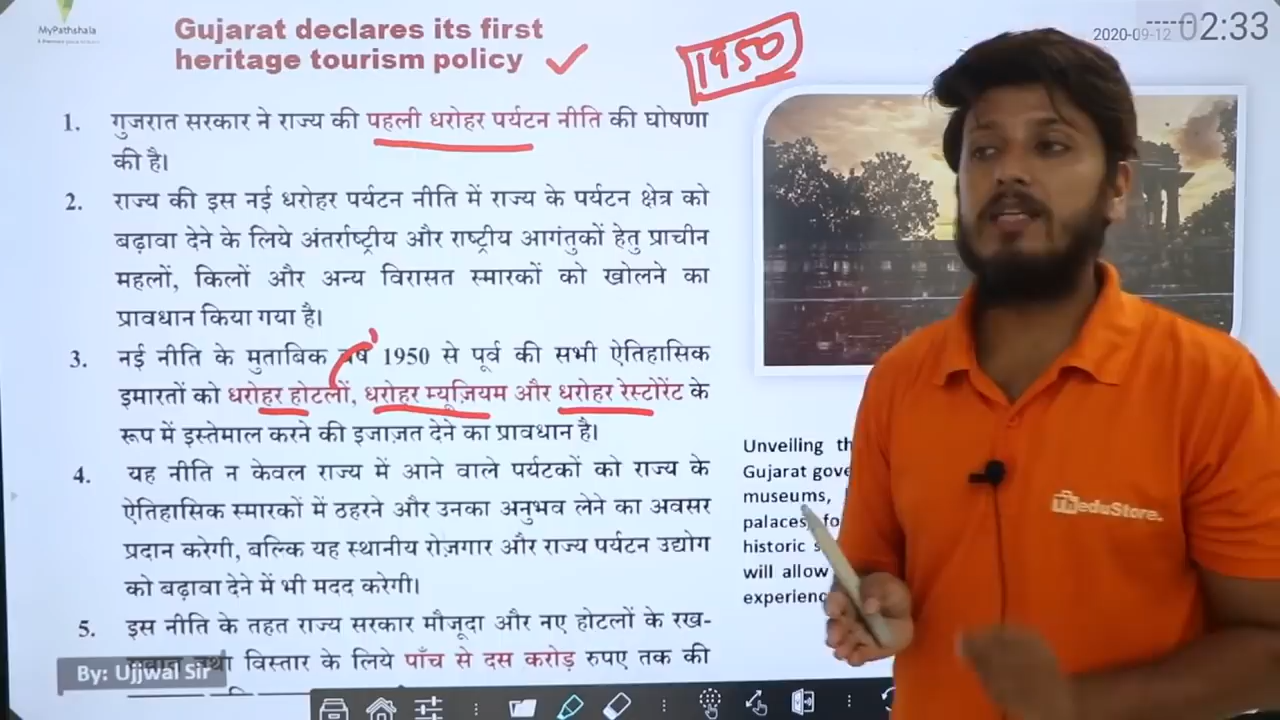 MyPathshala
Gujarat declares its first
heritage tourism policy
1950
2020-09-12 02:33
1. गुजरात सरकार ने राज्य की पहली धरोहर पर्यटन नीति की घोषणा
की है।
2. राज्य की इस नई धरोहर पर्यटन नीति में राज्य के पर्यटन क्षेत्र को
बढ़ावा देने के लिये अंतर्राष्ट्रीय और राष्ट्रीय आगंतुकों हेतु प्राचीन
महलों, किलों और अन्य विरासत स्मारकों को खोलने का
प्रावधान किया गया है।
3. नई नीति के मुताबिक वर्ष 1950 से पूर्व की सभी ऐतिहासिक
इमारतों को धरोहर होटलों, धरोहर म्यूज़ियम और धरोहर रेस्टोरेंट के
रूप में इस्तेमाल करने की इजाज़त देने का प्रावधान है।
4. यह नीति न केवल राज्य में आने वाले पर्यटकों को राज्य के
ऐतिहासिक स्मारकों में ठहरने और उनका अनुभव लेने का अवसर
प्रदान करेगी, बल्कि यह स्थानीय रोज़गार और राज्य पर्यटन उद्योग
को बढ़ावा देने में भी मदद करेगी।
5. इस नीति के तहत राज्य सरकार मौजूदा और नए होटलों के रख-
तथा विस्तार के लिये पाँच से दस करोड़ रुपए तक की
By: Ujjwal Sir
Unveiling th
Gujarat gove
museums,
palaces, fo
historic s
will allow
experienc
eduStore.